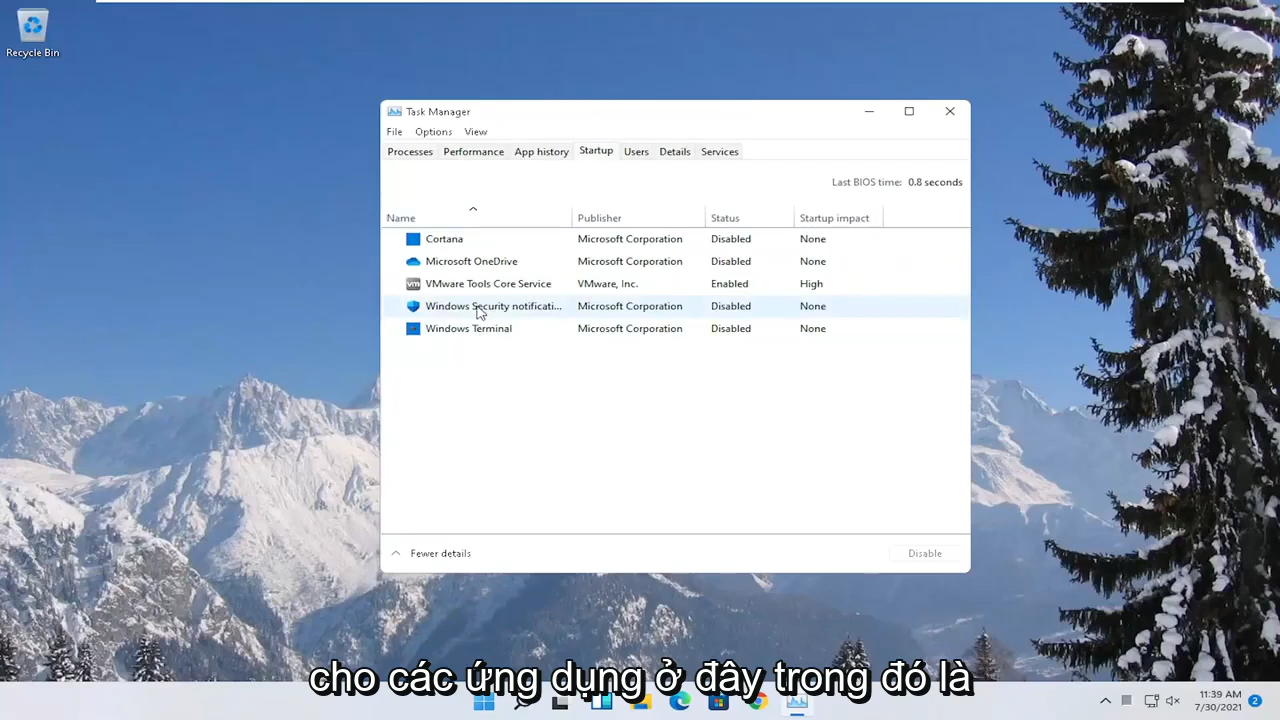 Recycle Bin
Task Manager
File Options View
Processes Performance App history Startup Users Details Services
Last BIOS time: 0.8 seconds
Name Publisher Status Startup impact
Cortana Microsoft Corporation Disabled None
Microsoft OneDrive Microsoft Corporation Disabled None
vm VMware Tools Core Service VMware, Inc. Enabled High
Windows Security notificati... Microsoft Corporation Disabled None
Windows Terminal Microsoft Corporation Disabled None
Fewer details Disable
cho các ứng dụng ở đây trong đó là
11:39 AM
7/30/2021 2